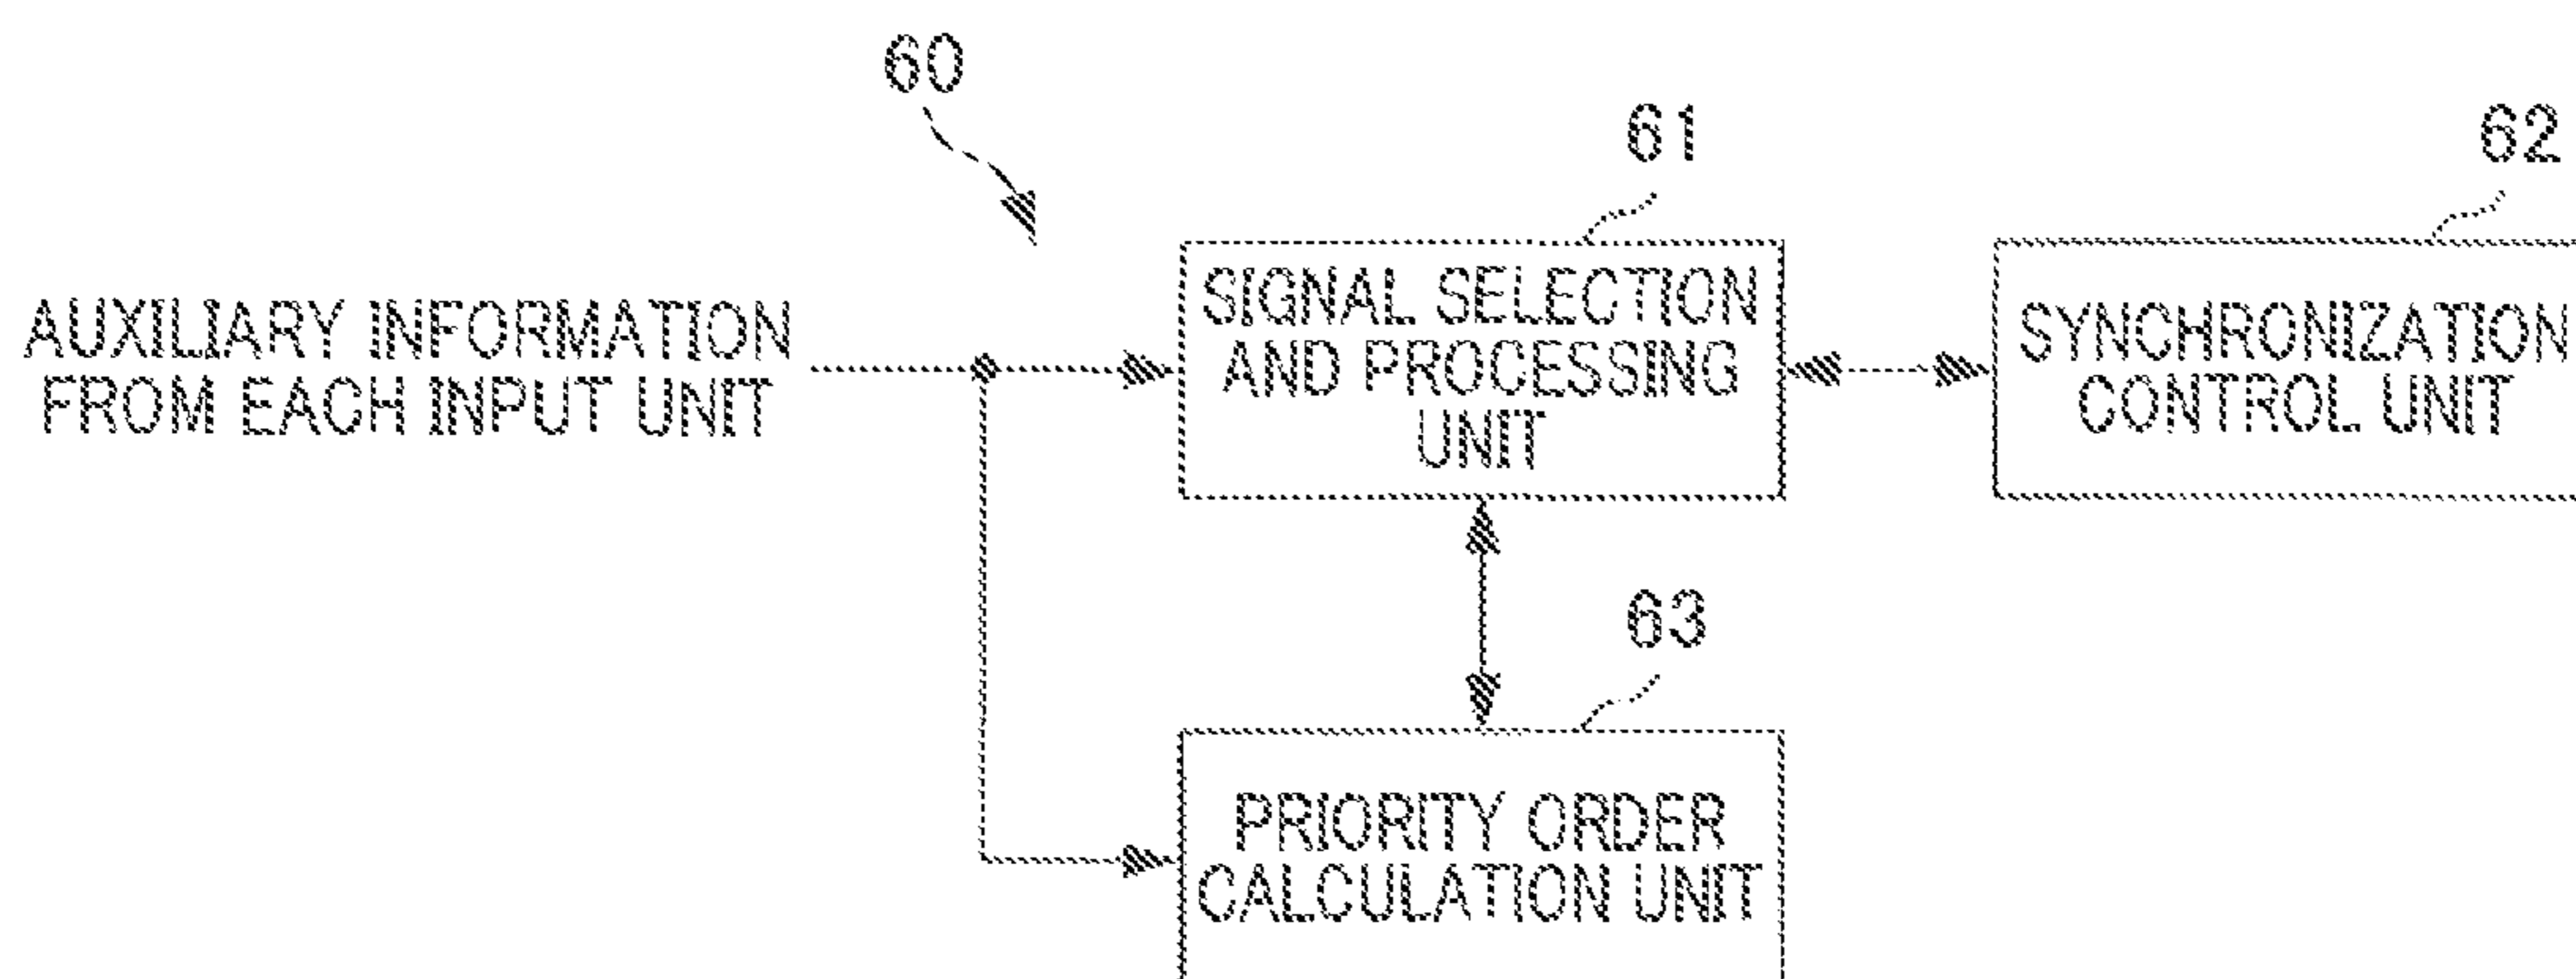 60
61
62
AUXILIARY INFORMATION
FROM EACH INPUT UNIT
SIGNAL SELECTION
AND PROCESSING
UNIT
SYNCHRONIZATION
CONTROL UNIT
63
PRIORITY ORDER
CALCULATION UNIT